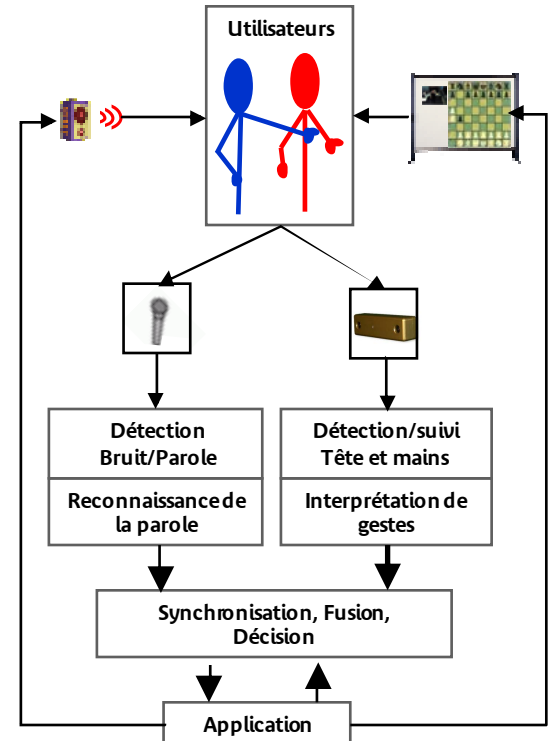 Utilisateurs
Détection
Bruit/Parole
Reconnaissance de
la parole
Détection/suivi
Tête et mains
Interprétation de
gestes
Synchronisation, Fusion,
Décision
Application